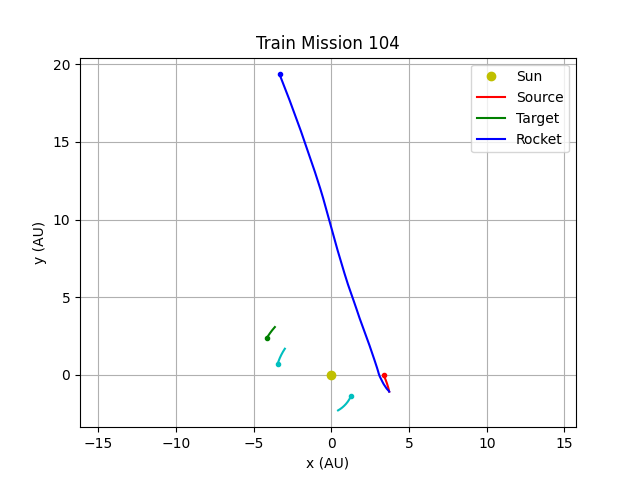 Train Mission 104
Sun
Source
Target
Rocket
20
15
10
5
0
y (AU)
−15 −10 −5 0 5 10 15
x (AU)